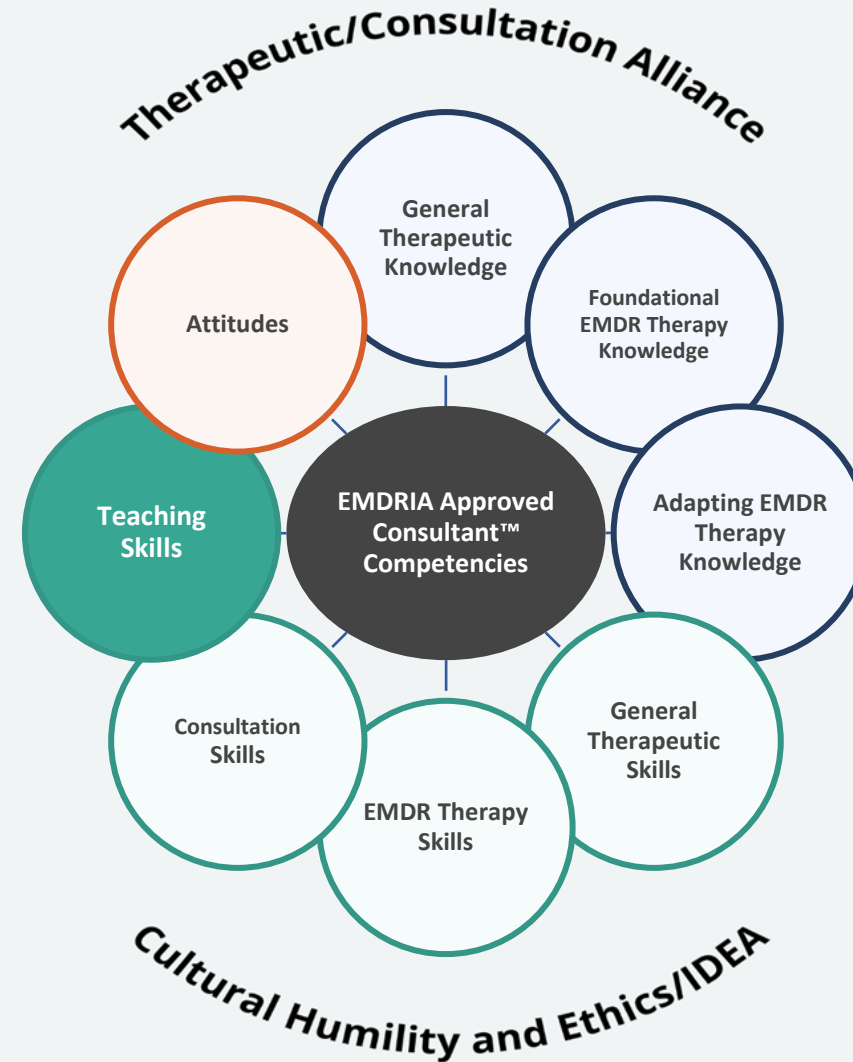 Therapeutic/Consultation Alliance
General
Therapeutic
Knowledge
Foundational
EMDR Therapy
Knowledge
Adapting EMDR
Therapy
Knowledge
General
Therapeutic
Skills
EMDR Therapy
Skills
Consultation
Skills
Teaching
Skills
Attitudes
EMDRIA Approved
Consultant™
Competencies
Cultural Humility and Ethics/IDEA